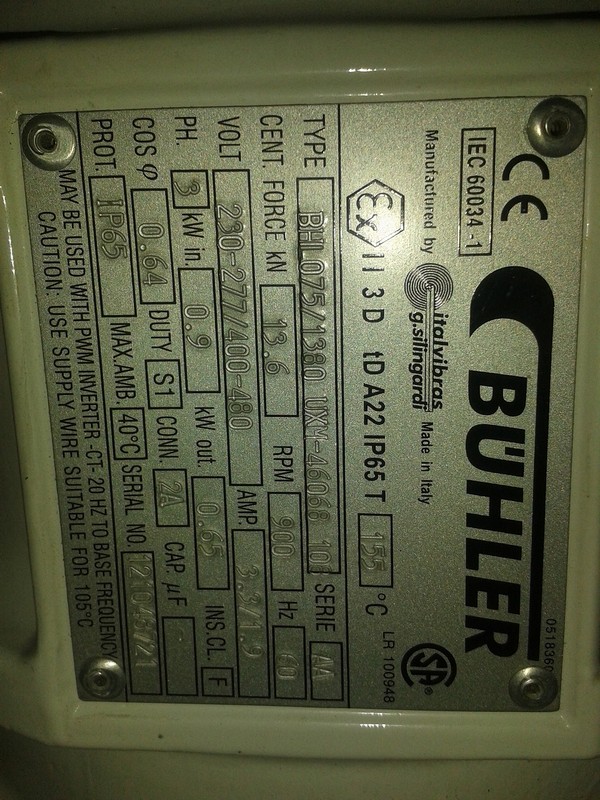 CE BÜHLER 0518360
IEC 60034-1
Manufactured by italvibras g.silingardi Made in Italy LR 100948
Ex II 3 D tD A22 IP65 T 155 °C
TYPE BHL075/1380 UXM-46068 SERIE AA
CENT. FORCE kN 13.6 RPM 900 Hz 60
VOLT 230-277/400-480 AMP. 3.3/1.9
PH. 3 kW in. 0.9 kW out. 0.65 INS.CL. F
COS φ 0.64 DUTY S1 CONN. 2A CAP. µF
PROT. IP65 MAX.AMB. 40°C SERIAL NO.
MAY BE USED WITH PWM INVERTER -CT- 20 HZ TO BASE FREQUENCY
CAUTION: USE SUPPLY WIRE SUITABLE FOR 105°C